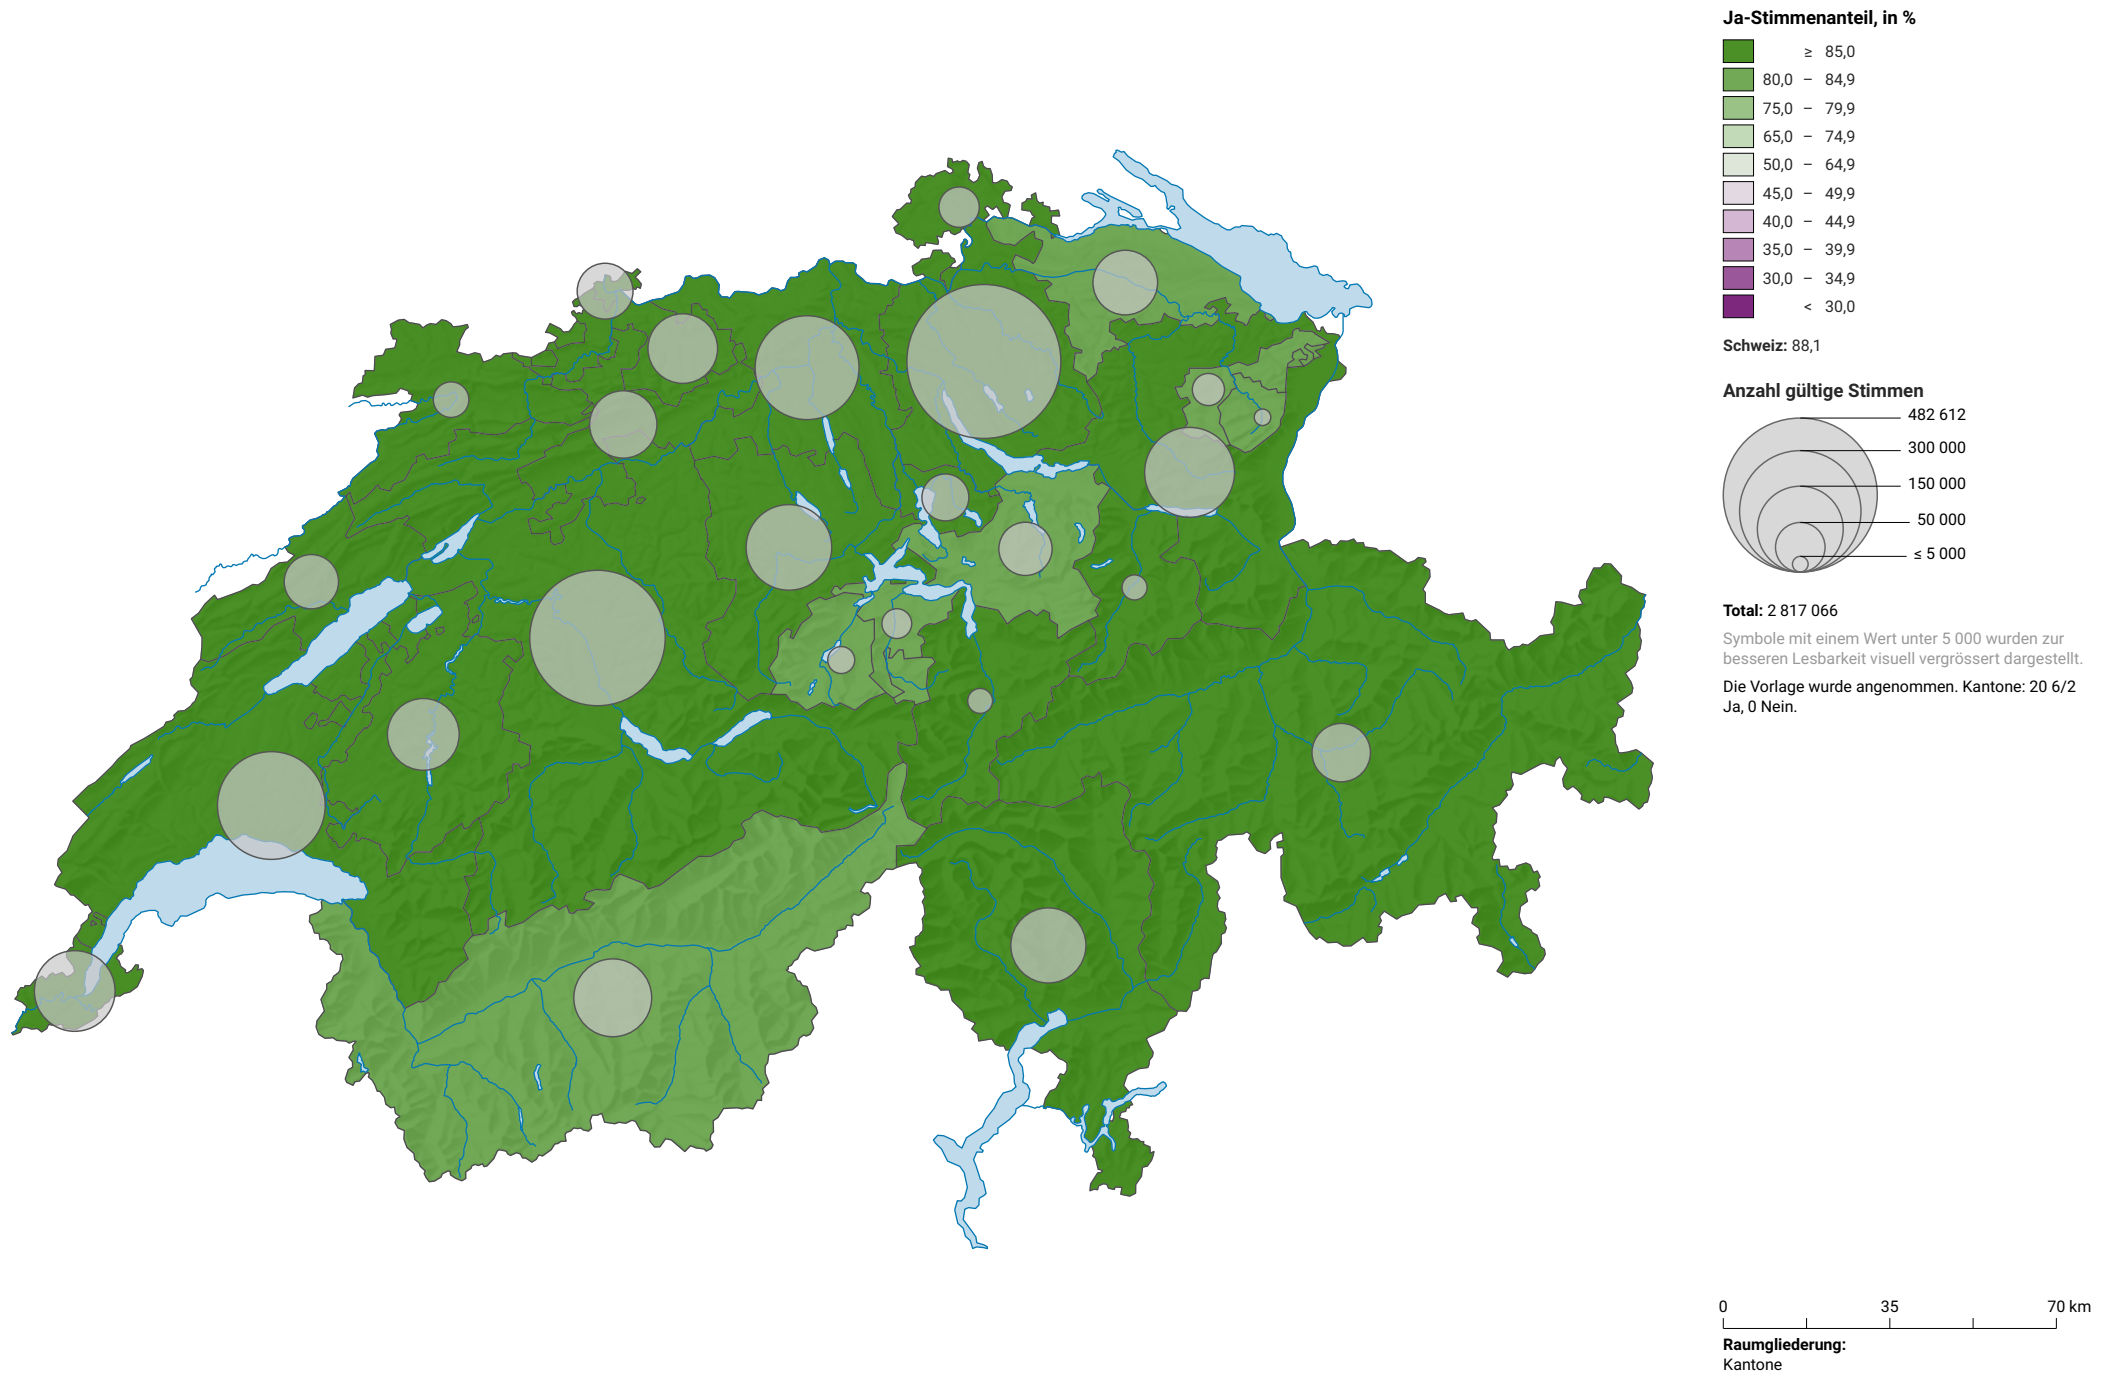 Ja-Stimmenanteil, in %
≥ 85,0
80,0 – 84,9
75,0 – 79,9
65,0 – 74,9
50,0 – 64,9
45,0 – 49,9
40,0 – 44,9
35,0 – 39,9
30,0 – 34,9
< 30,0
Schweiz: 88,1
Anzahl gültige Stimmen
482 612
300 000
150 000
50 000
≤ 5 000
Total: 2 817 066
Symbole mit einem Wert unter 5 000 wurden zur
besseren Lesbarkeit visuell vergrössert dargestellt.
Die Vorlage wurde angenommen. Kantone: 20 6/2
Ja, 0 Nein.
0 35 70 km
Raumgliederung:
Kantone